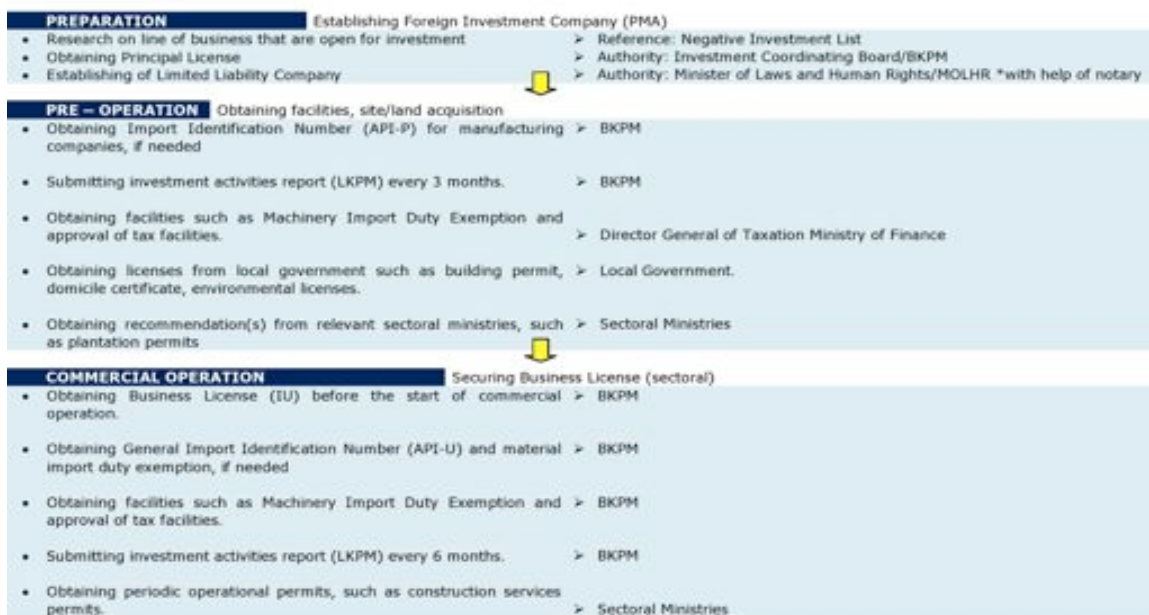 PREPARATION Establishing Foreign Investment Company (PMA)
• Research on line of business that are open for investment ➢ Reference: Negative Investment List
• Obtaining Principal License ➢ Authority: Investment Coordinating Board/BKPM
• Establishing of Limited Liability Company ➢ Authority: Minister of Laws and Human Rights/MOLHR *with help of notary
PRE – OPERATION Obtaining facilities, site/land acquisition
• Obtaining Import Identification Number (API-P) for manufacturing ➢ BKPM
companies, if needed
• Submitting investment activities report (LKPM) every 3 months. ➢ BKPM
• Obtaining facilities such as Machinery Import Duty Exemption and
approval of tax facilities. ➢ Director General of Taxation Ministry of Finance
• Obtaining licenses from local government such as building permit, ➢ Local Government.
domicile certificate, environmental licenses.
• Obtaining recommendation(s) from relevant sectoral ministries, such ➢ Sectoral Ministries
as plantation permits
COMMERCIAL OPERATION Securing Business License (sectoral)
• Obtaining Business License (IU) before the start of commercial ➢ BKPM
operation.
• Obtaining General Import Identification Number (API-U) and material ➢ BKPM
import duty exemption, if needed
• Obtaining facilities such as Machinery Import Duty Exemption and ➢ BKPM
approval of tax facilities.
• Submitting investment activities report (LKPM) every 6 months. ➢ BKPM
• Obtaining periodic operational permits, such as construction services
permits. ➢ Sectoral Ministries